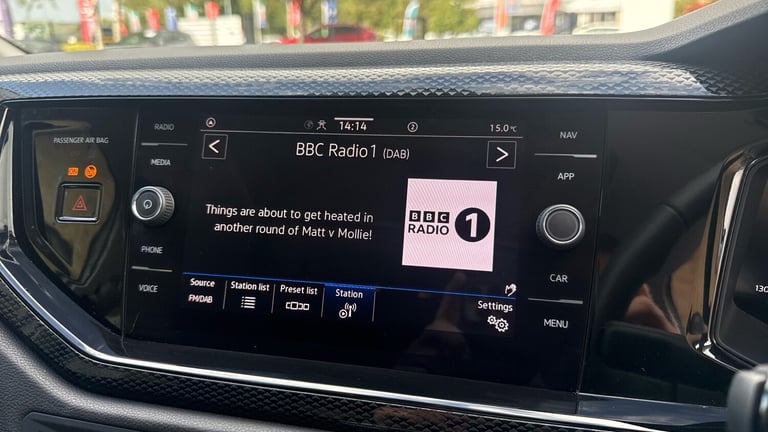 PASSENGER AIR BAG
ON
RADIO
MEDIA
PHONE
VOICE
14:14
15.0°C
< BBC Radio 1 (DAB) >
Things are about to get heated in
another round of Matt v Mollie!
BBC
RADIO 1
Source
FM/DAB
Station list
Preset list
Station
Settings
NAV
APP
CAR
MENU
130